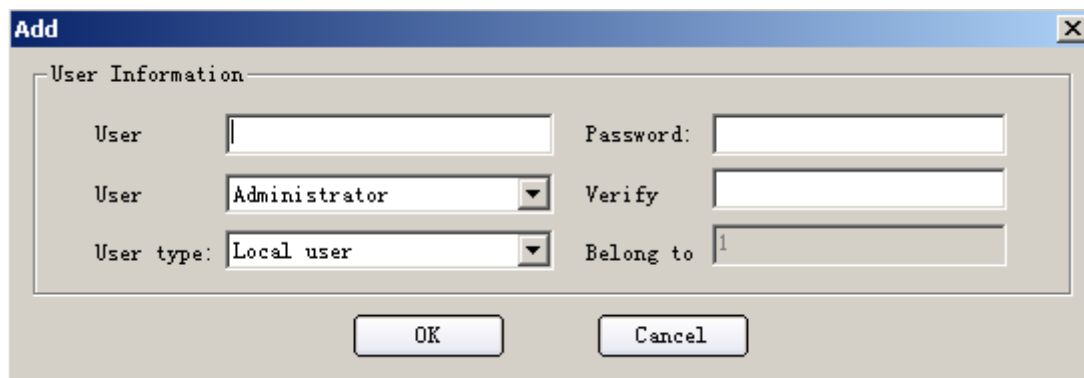 Add
User Information
User Password:
User Administrator Verify
User type: Local user Belong to 1
OK Cancel